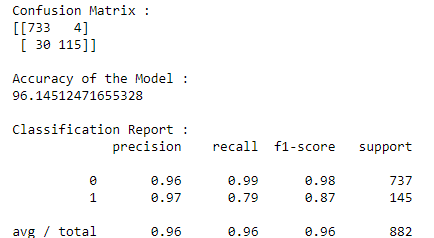 Confusion Matrix :
[[733   4]
 [ 30 115]]
Accuracy of the Model :
96.14512471655328
Classification Report :
             precision    recall  f1-score   support
          0       0.96      0.99      0.98       737
          1       0.97      0.79      0.87       145
avg / total       0.96      0.96      0.96       882